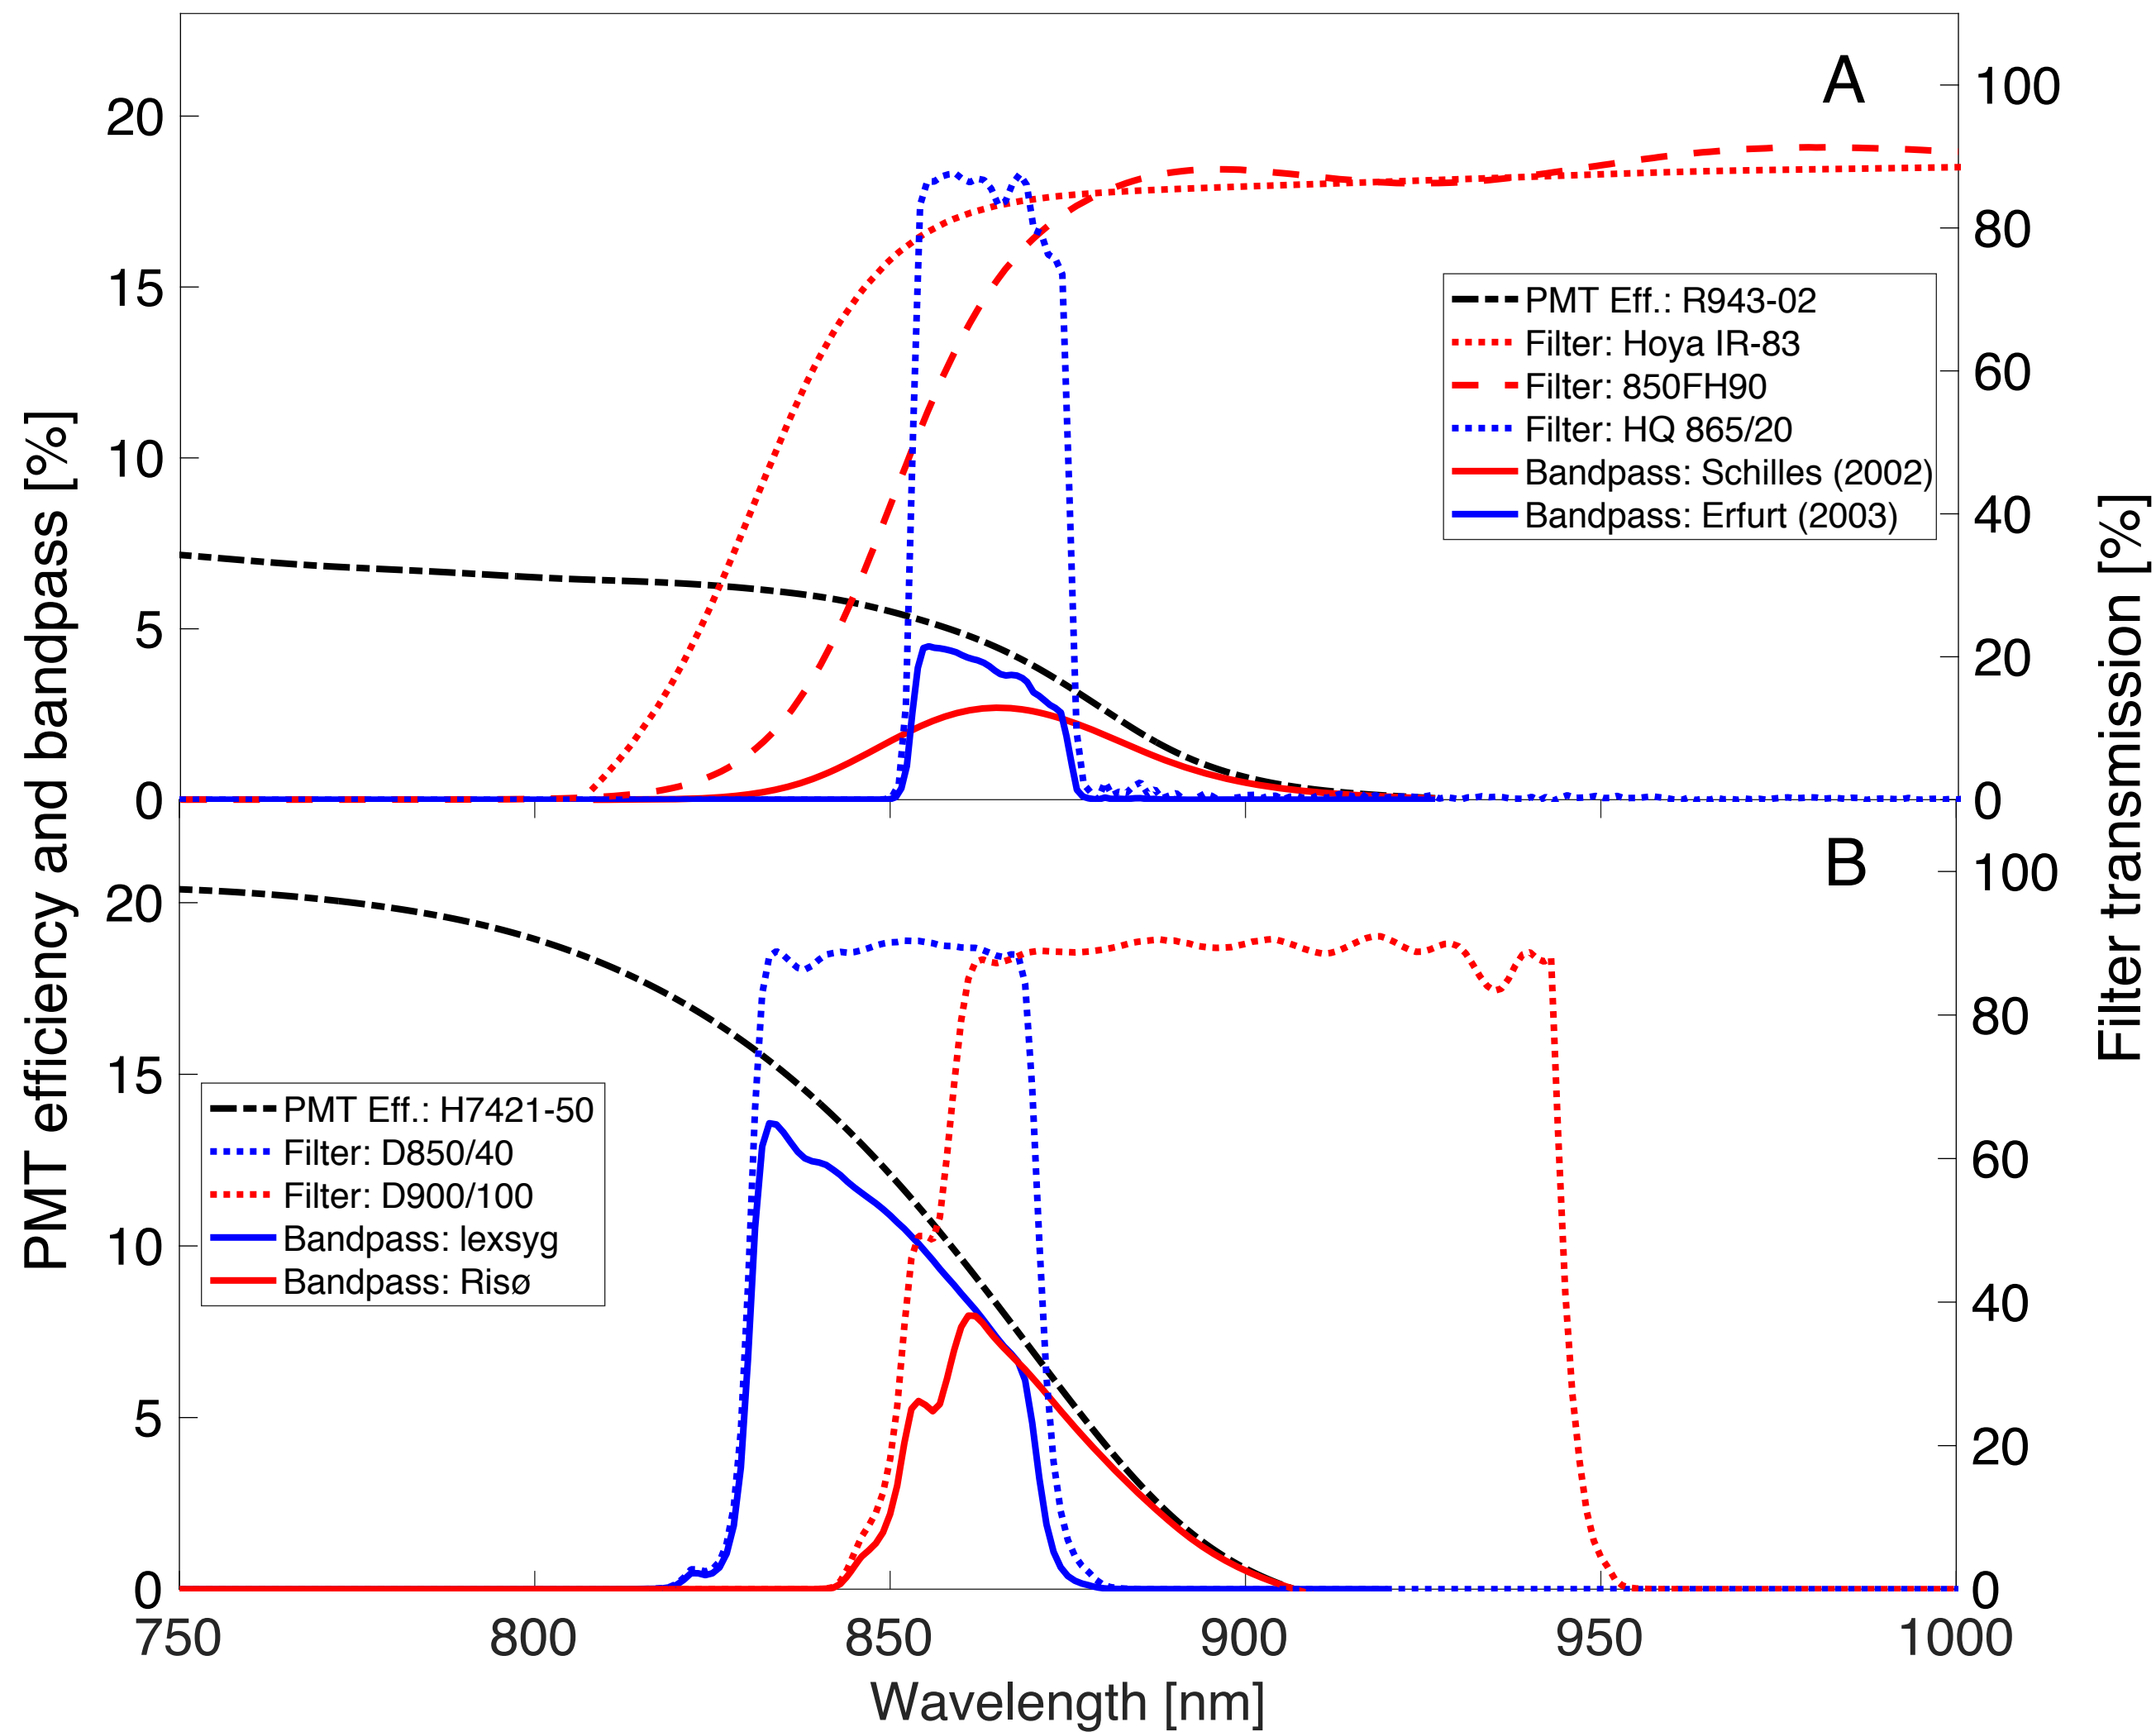 A
20
15
10
5
0
100
80
60
40
20
0
PMT Eff.: R943-02
Filter: Hoya IR-83
Filter: 850FH90
Filter: HQ 865/20
Bandpass: Schilles (2002)
Bandpass: Erfurt (2003)
PMT efficiency and bandpass [%]
Filter transmission [%]
B
20
15
10
5
0
100
80
60
40
20
0
PMT Eff.: H7421-50
Filter: D850/40
Filter: D900/100
Bandpass: lexsyg
Bandpass: Risø
750 800 850 900 950 1000
Wavelength [nm]